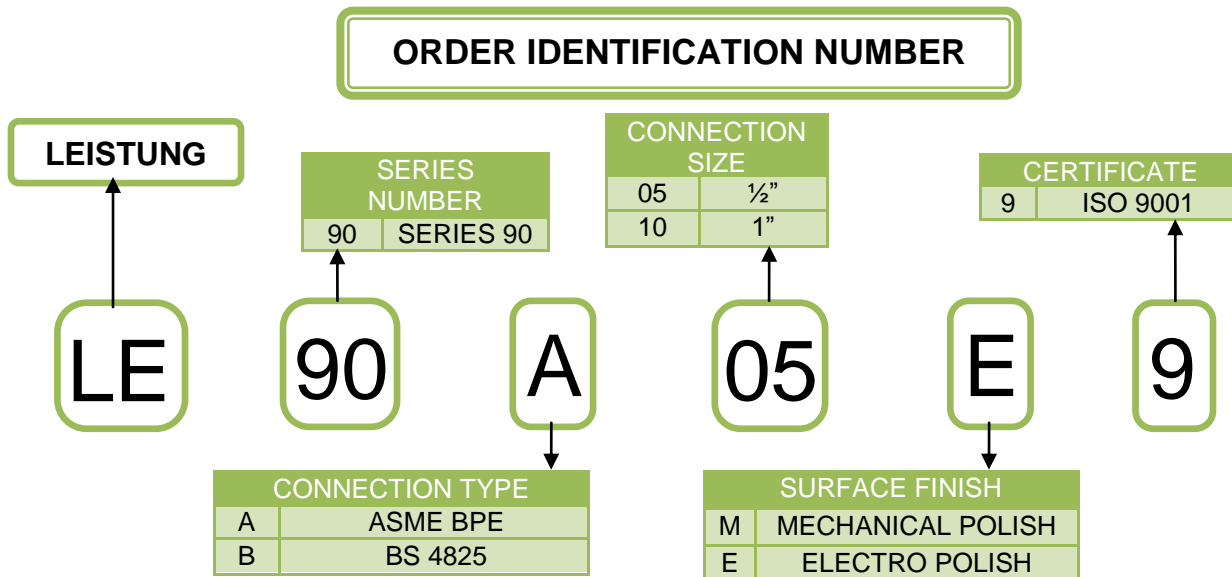 ORDER IDENTIFICATION NUMBER
LEISTUNG
SERIES
NUMBER
90 SERIES 90
CONNECTION
SIZE
05 ½”
10 1”
CERTIFICATE
9 ISO 9001
LE 90 A 05 E 9
CONNECTION TYPE
A ASME BPE
B BS 4825
SURFACE FINISH
M MECHANICAL POLISH
E ELECTRO POLISH